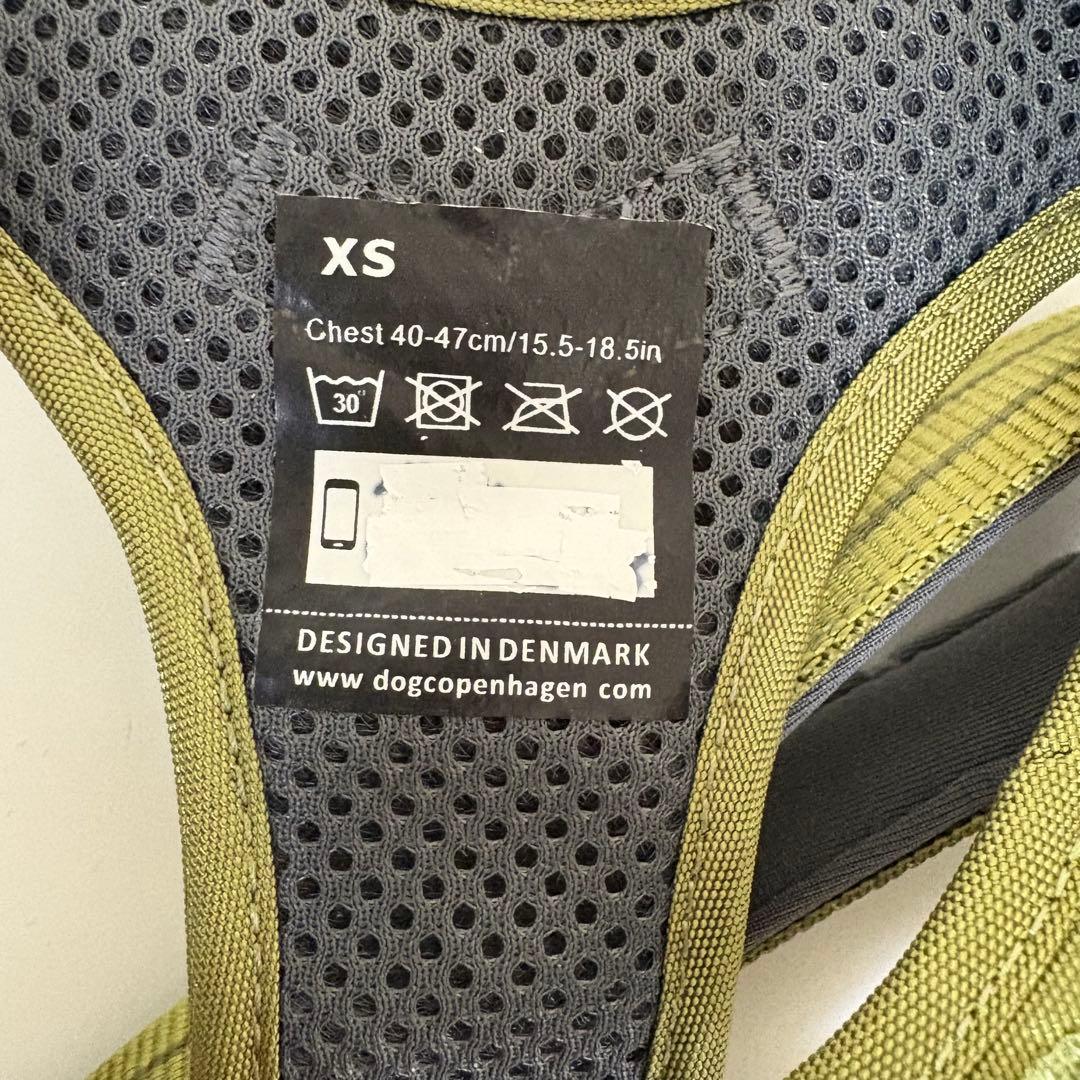 XS
Chest 40-47cm/15.5-18.5in
30°
DESIGNED IN DENMARK
www dogcopenhagen com